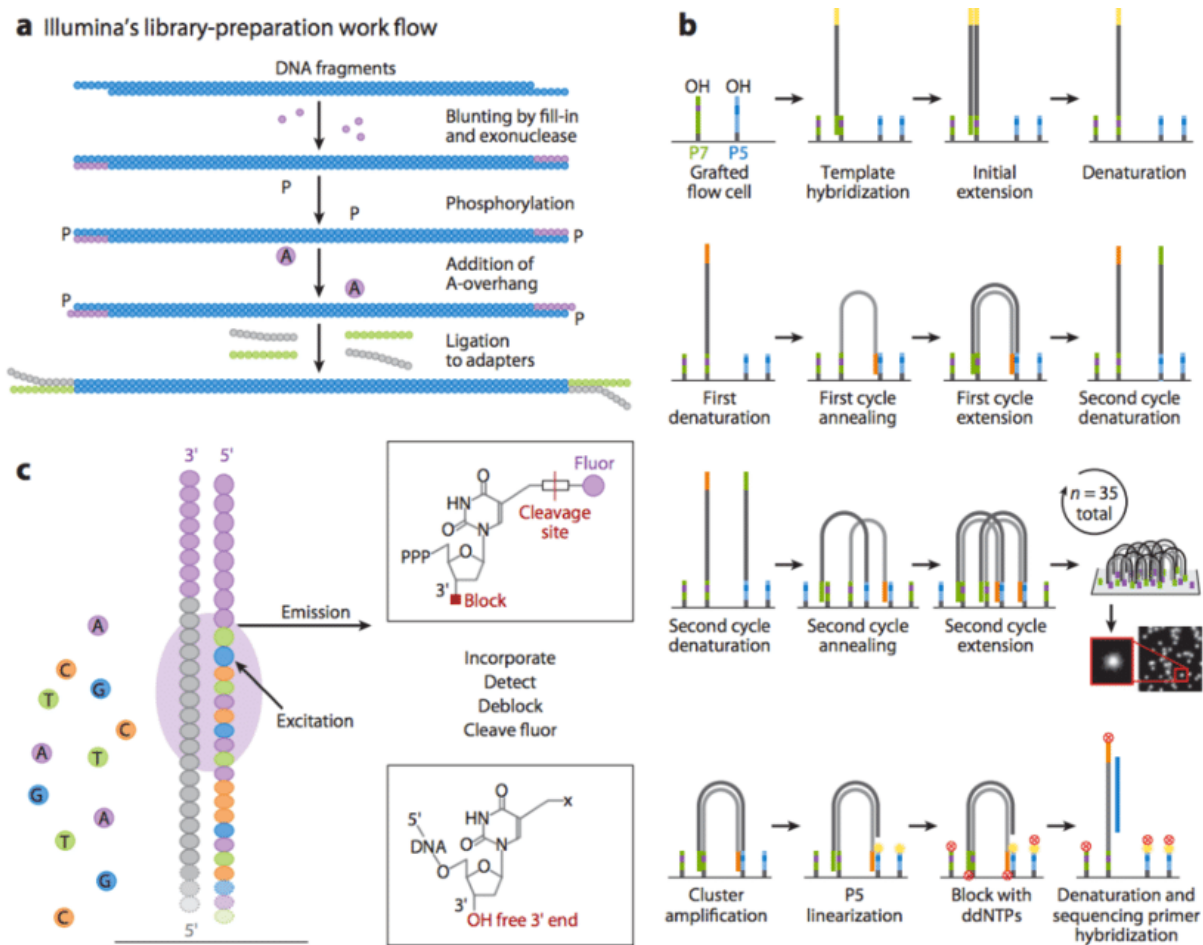 a Illumina's library-preparation work flow
DNA fragments
Blunting by fill-in
and exonuclease
P
P
Phosphorylation
P
P
A
A
Addition of
A-overhang
P
P
Ligation
to adapters
b
OH OH
P7 P5
Grafted
flow cell
Template
hybridization
Initial
extension
Denaturation
First
denaturation
First cycle
annealing
First cycle
extension
Second cycle
denaturation
Second cycle
denaturation
Second cycle
annealing
Second cycle
extension
n = 35
total
Cluster
amplification
P5
linearization
Block with
ddNTPs
Denaturation and
sequencing primer
hybridization
c
3' 5'
A
C
G
T
C
A
T
G
A
T
G
C
5'
Emission
Excitation
Fluor
O
HN
Cleavage
site
O
N
PPP
O
3'
Block
Incorporate
Detect
Deblock
Cleave fluor
O
x
5'
HN
DNA
O
N
O
O
3'
OH free 3' end